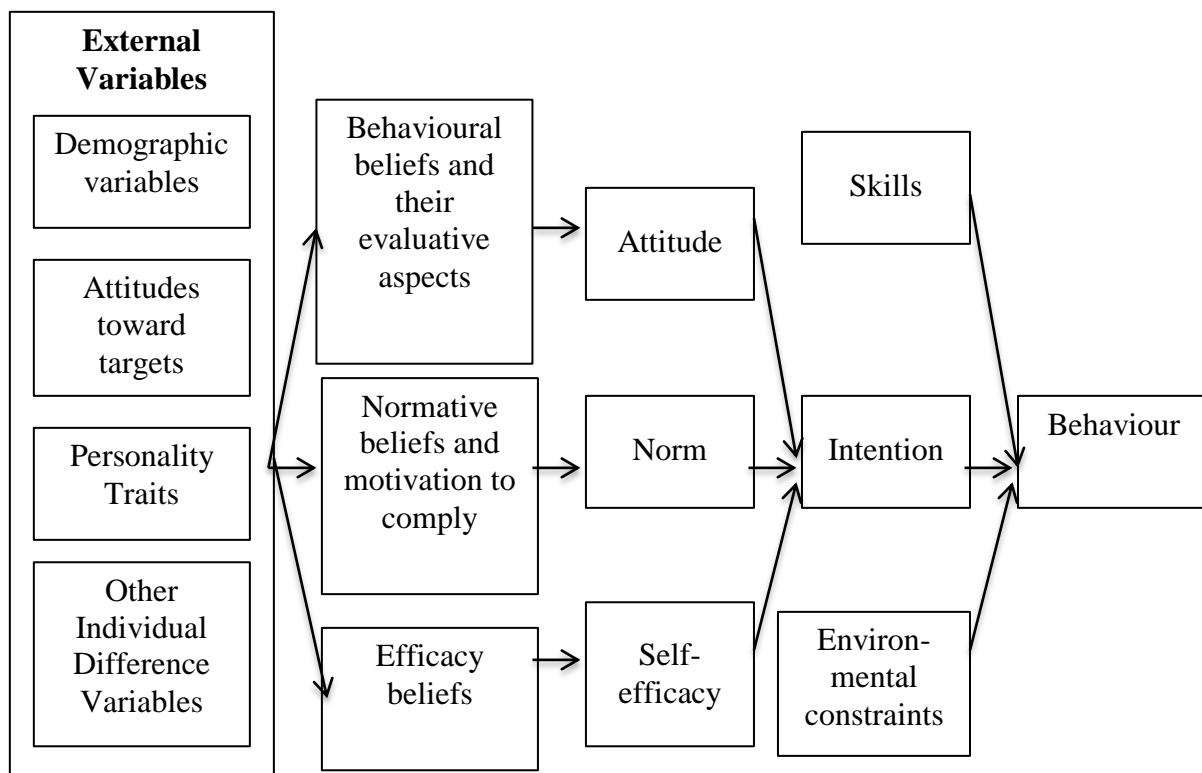 External
Variables
Demographic
variables
Attitudes
toward
targets
Personality
Traits
Other
Individual
Difference
Variables
Behavioural
beliefs and
their
evaluative
aspects
Normative
beliefs and
motivation to
comply
Efficacy
beliefs
Attitude
Norm
Self-
efficacy
Skills
Intention
Environ-
mental
constraints
Behaviour